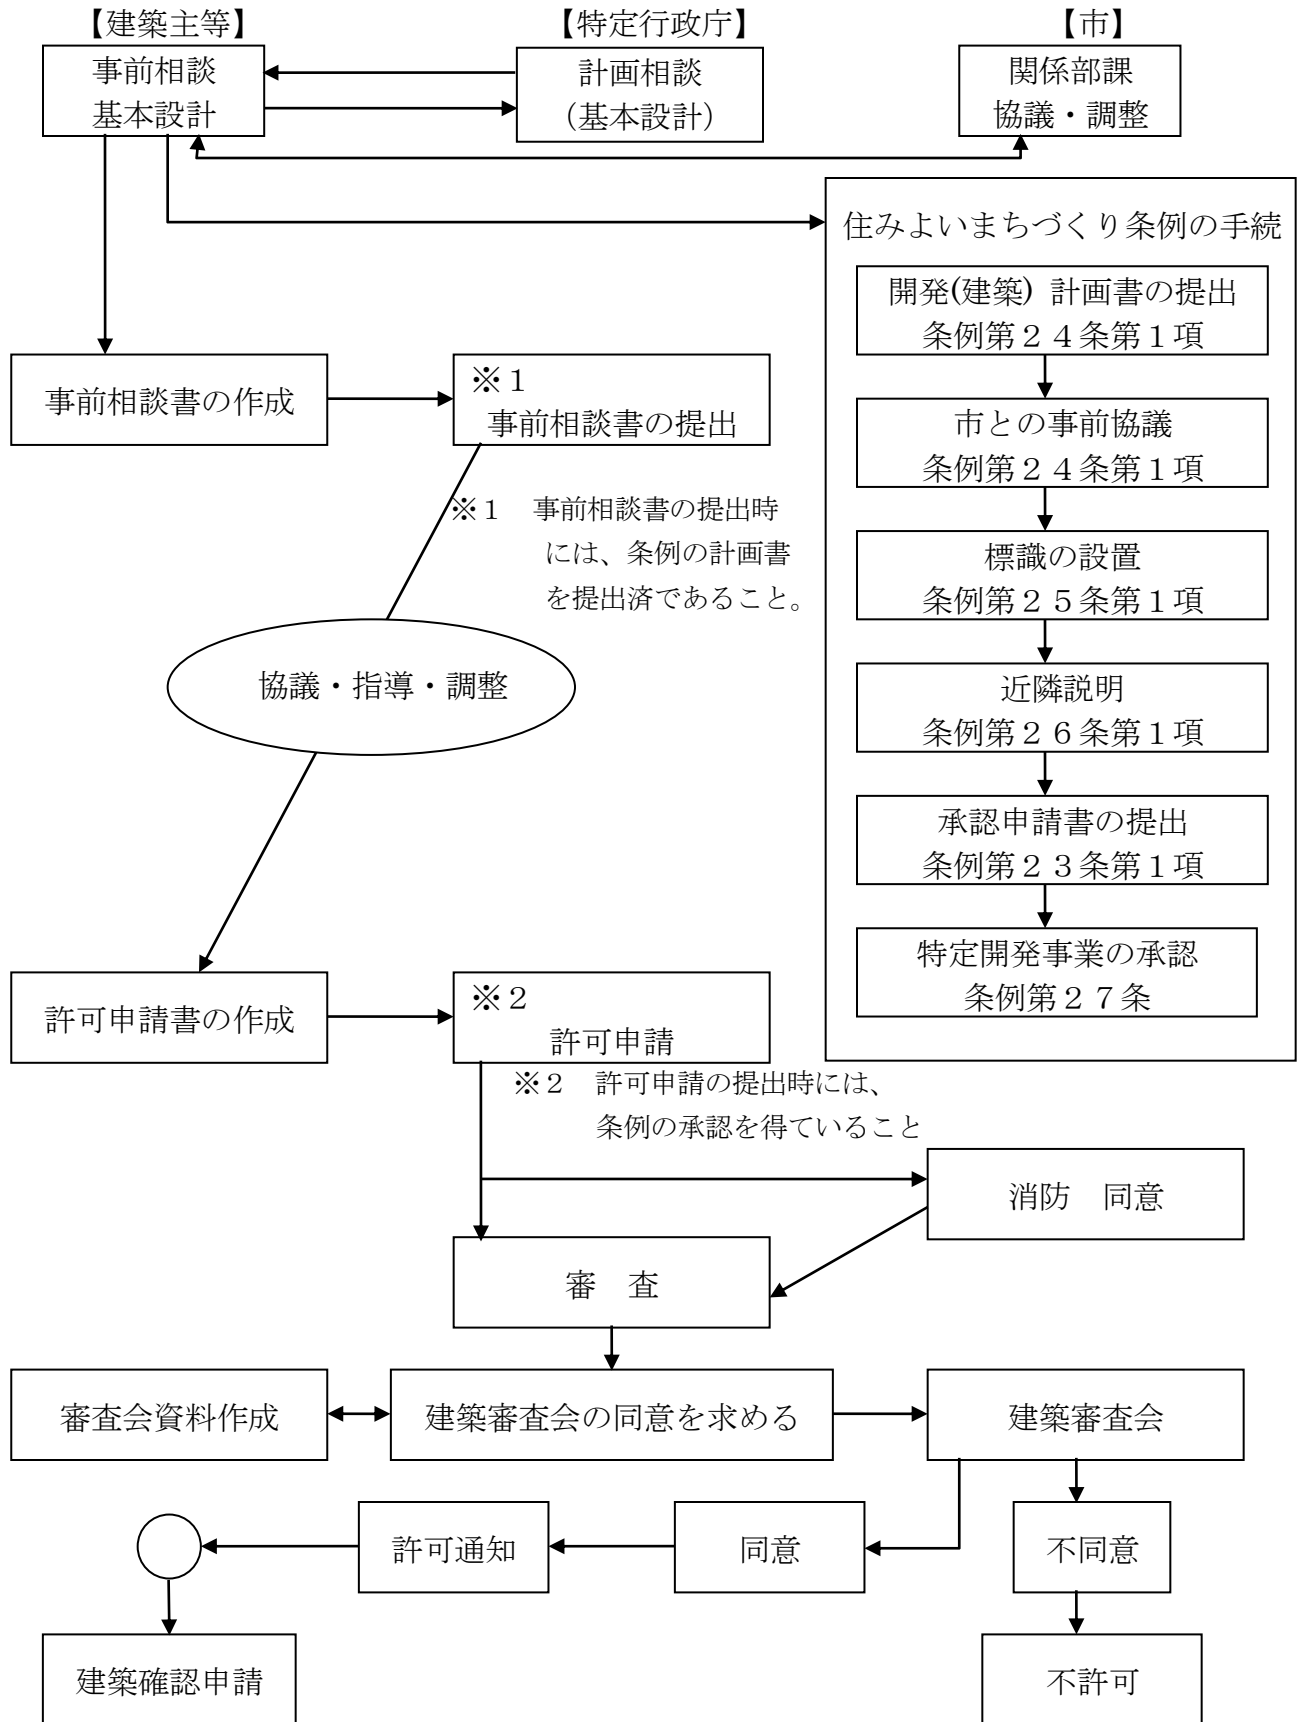 【建築主等】
【特定行政庁】
【市】
事前相談
基本設計
計画相談
（基本設計）
関係部課
協議・調整
住みよいまちづくり条例の手続
開発(建築) 計画書の提出
条例第２４条第１項
市との事前協議
条例第２４条第１項
標識の設置
条例第２５条第１項
近隣説明
条例第２６条第１項
承認申請書の提出
条例第２３条第１項
特定開発事業の承認
条例第２７条
事前相談書の作成
※１
事前相談書の提出
※１　事前相談書の提出時
には、条例の計画書
を提出済であること。
協議・指導・調整
許可申請書の作成
※２
許可申請
※２　許可申請の提出時には、
条例の承認を得ていること
消防　同意
審　査
審査会資料作成
建築審査会の同意を求める
建築審査会
許可通知
同意
不同意
建築確認申請
不許可